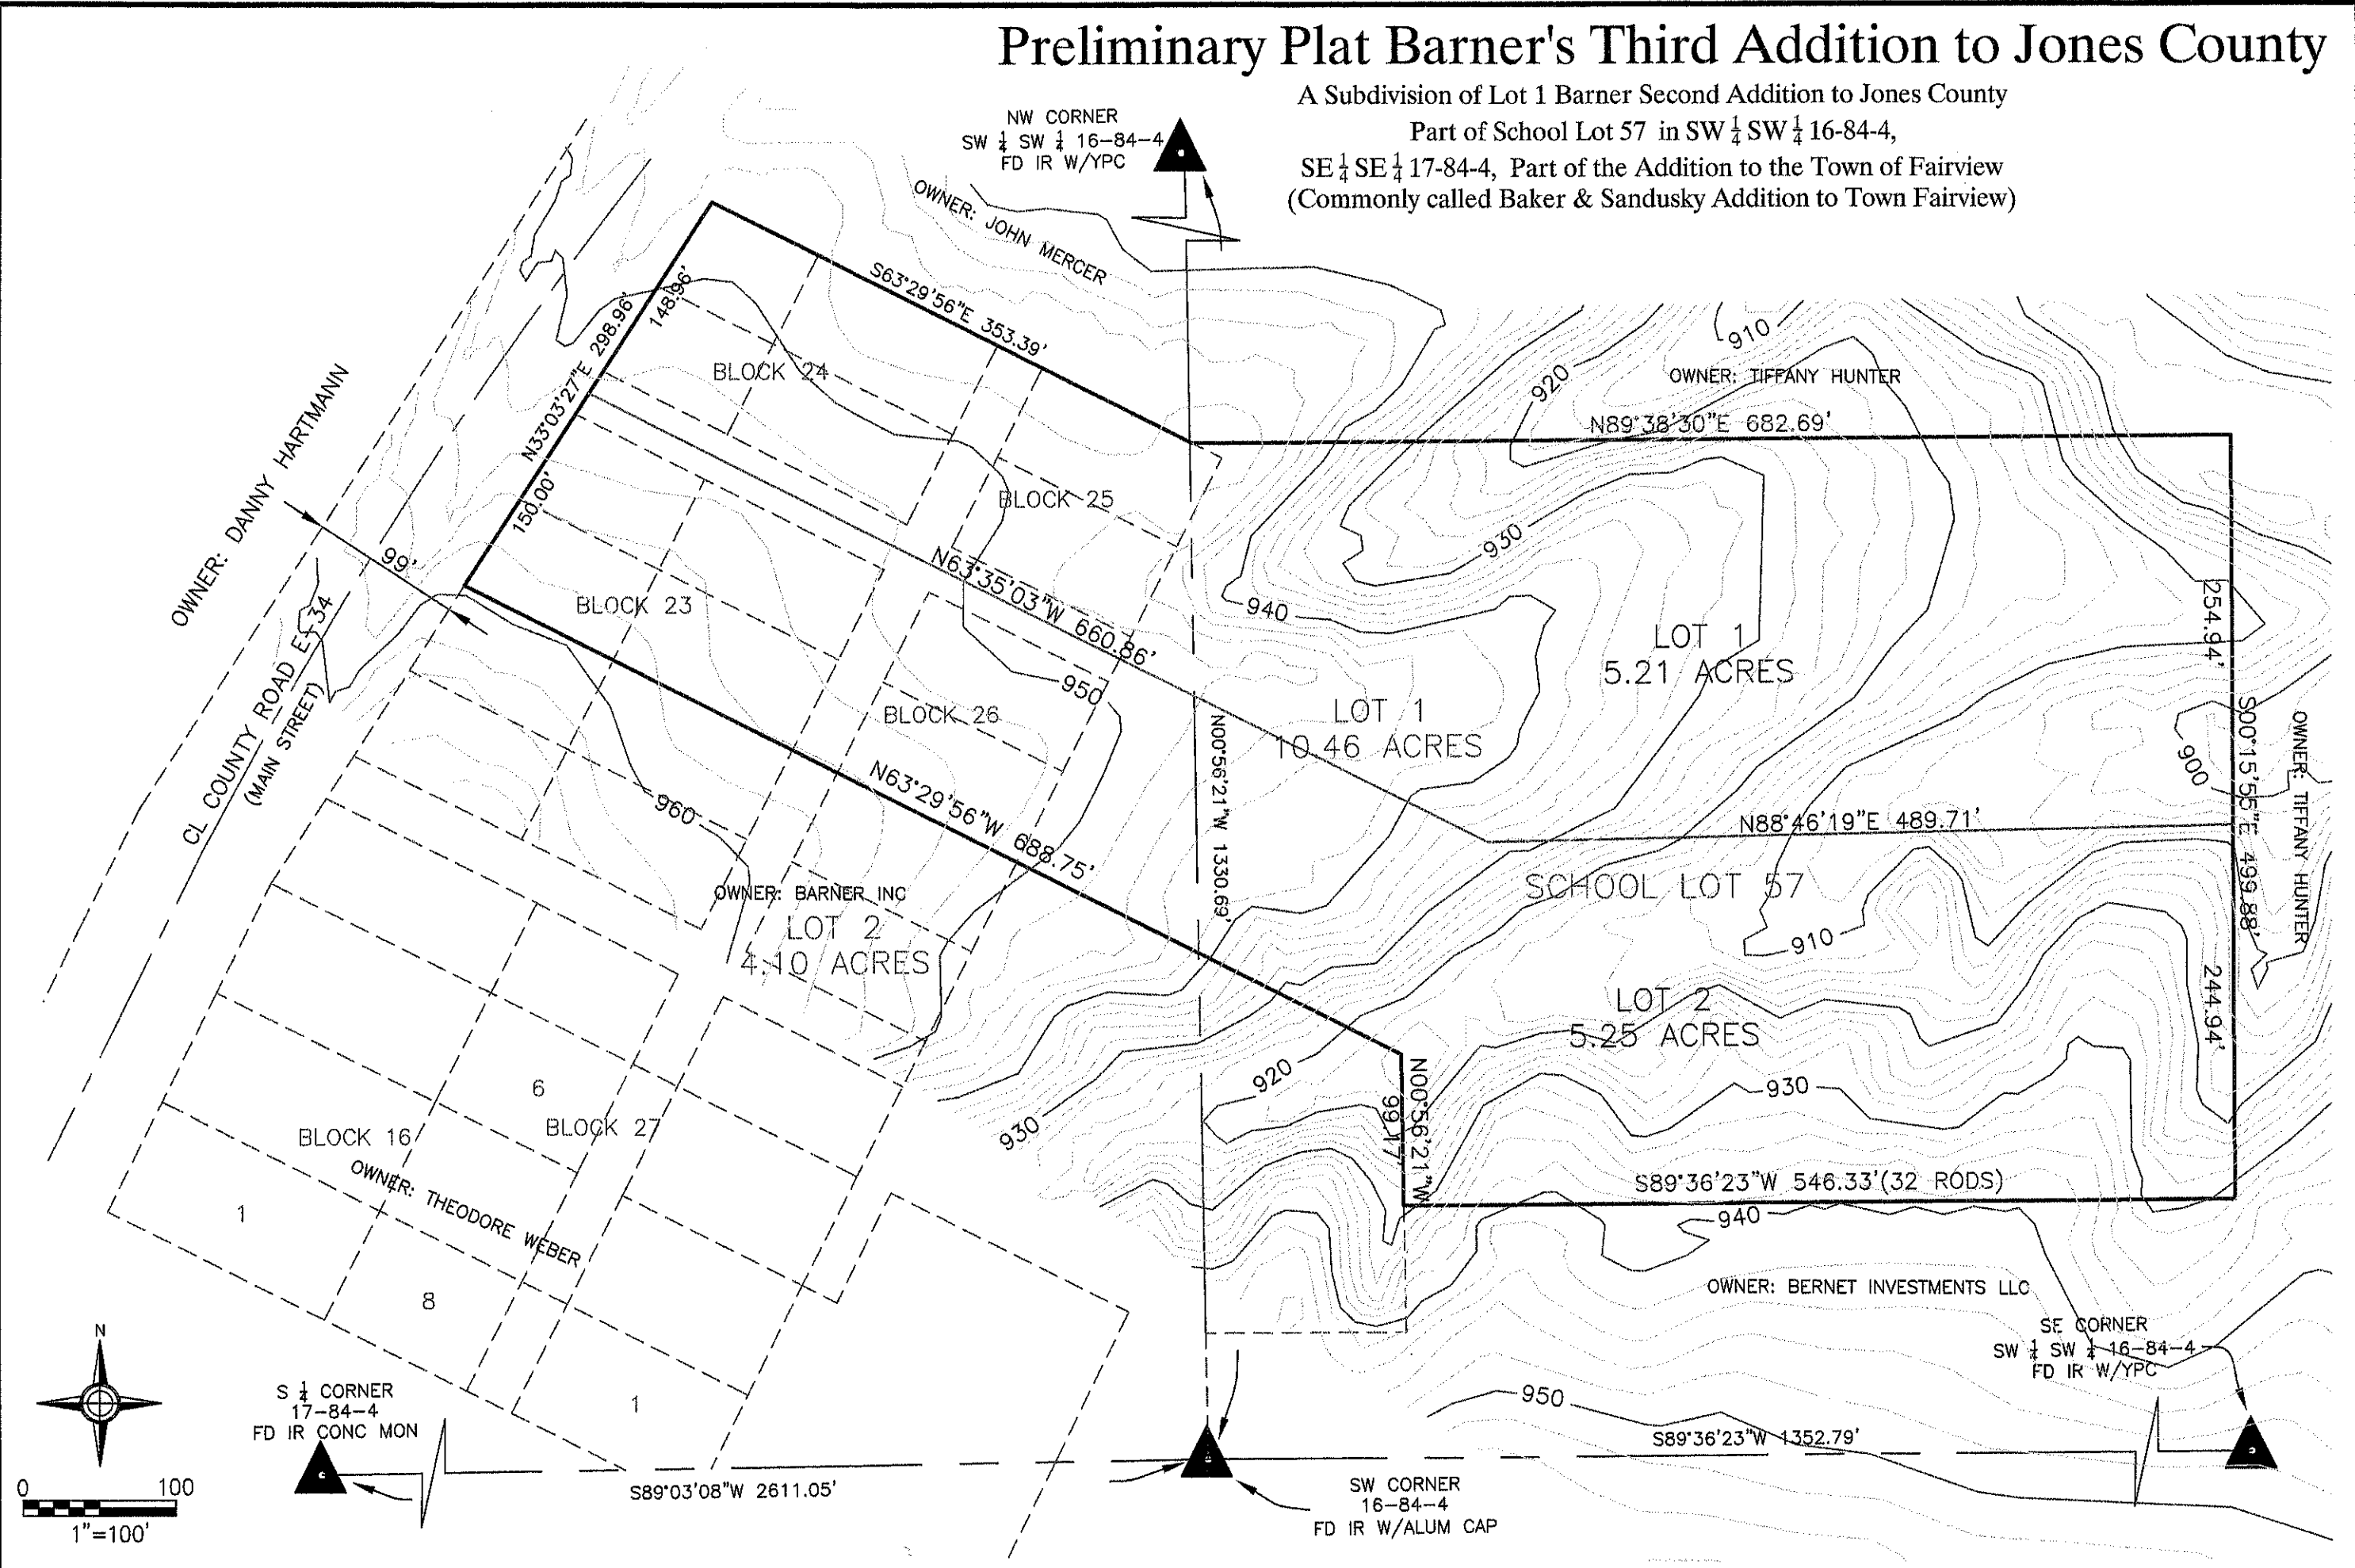 Preliminary Plat Barner's Third Addition to Jones County
A Subdivision of Lot 1 Barner Second Addition to Jones County
Part of School Lot 57 in SW ¼ SW ¼ 16-84-4,
SE ¼ SE ¼ 17-84-4, Part of the Addition to the Town of Fairview
(Commonly called Baker & Sandusky Addition to Town Fairview)
NW CORNER
SW ¼ SW ¼ 16-84-4
FD IR W/YPC
OWNER: JOHN MERCER
S63°29'56"E 353.39'
N33°03'27"E 298.96'
148.96'
150.00'
BLOCK 24
BLOCK 25
BLOCK 23
BLOCK 26
N63°35'03"W 660.86'
910
920
OWNER: TIFFANY HUNTER
N89°38'30"E 682.69'
930
940
950
LOT 1
5.21 ACRES
LOT 1
10.46 ACRES
254.94'
S00°15'55"E 499.88'
OWNER: TIFFANY HUNTER
900
OWNER: DANNY HARTMANN
99'
CL COUNTY ROAD E-34
(MAIN STREET)
960
N63°29'56"W 688.75'
N00°56'21"W 1330.69'
N88°46'19"E 489.71'
SCHOOL LOT 57
910
OWNER: BARNER INC
LOT 2
4.10 ACRES
LOT 2
5.25 ACRES
244.94'
920
930
930
N00°56'21"W
99.17'
S89°36'23"W 546.33'(32 RODS)
940
6
BLOCK 16
BLOCK 27
OWNER: THEODORE WEBER
1
8
1
OWNER: BERNET INVESTMENTS LLC
SE CORNER
SW ¼ SW ¼ 16-84-4
FD IR W/YPC
950
S89°36'23"W 1352.79'
N
S ¼ CORNER
17-84-4
FD IR CONC MON
S89°03'08"W 2611.05'
SW CORNER
16-84-4
FD IR W/ALUM CAP
0 100
1"=100'